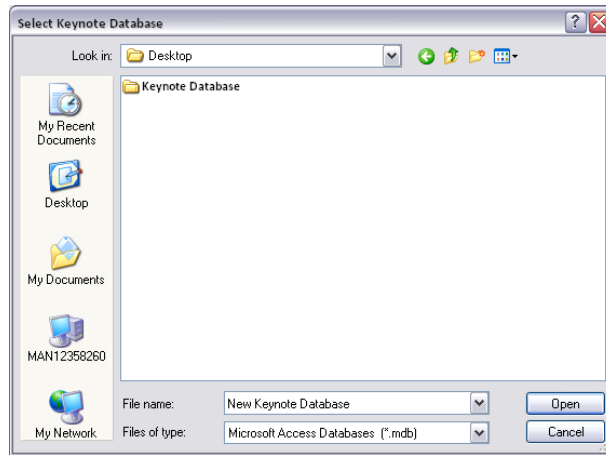 Select Keynote Database
Look in:
Desktop
Keynote Database
My Recent
Documents
Desktop
My Documents
MAN12358260
My Network
File name:
New Keynote Database
Open
Files of type:
Microsoft Access Databases (*.mdb)
Cancel